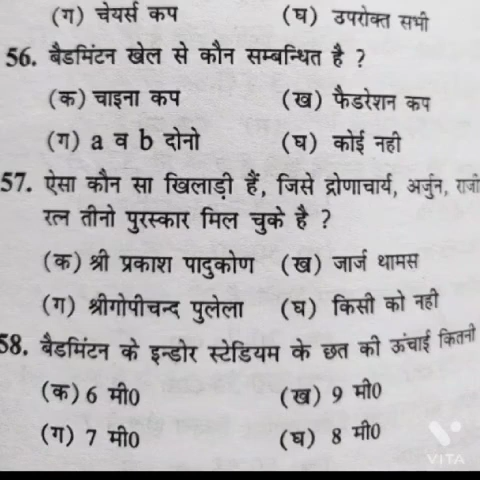 (ग) चेयर्स कप (घ) उपरोक्त सभी
56. बैडमिंटन खेल से कौन सम्बन्धित है ?
(क) चाइना कप (ख) फैडरेशन कप
(ग) a व b दोनो (घ) कोई नही
57. ऐसा कौन सा खिलाड़ी हैं, जिसे द्रोणाचार्य, अर्जुन, राजी
रत्न तीनो पुरस्कार मिल चुके है ?
(क) श्री प्रकाश पादुकोण (ख) जार्ज थामस
(ग) श्रीगोपीचन्द पुलेला (घ) किसी को नही
58. बैडमिंटन के इन्डोर स्टेडियम के छत की ऊंचाई कितनी
(क) 6 मी0 (ख) 9 मी0
(ग) 7 मी0 (घ) 8 मी0
VITA